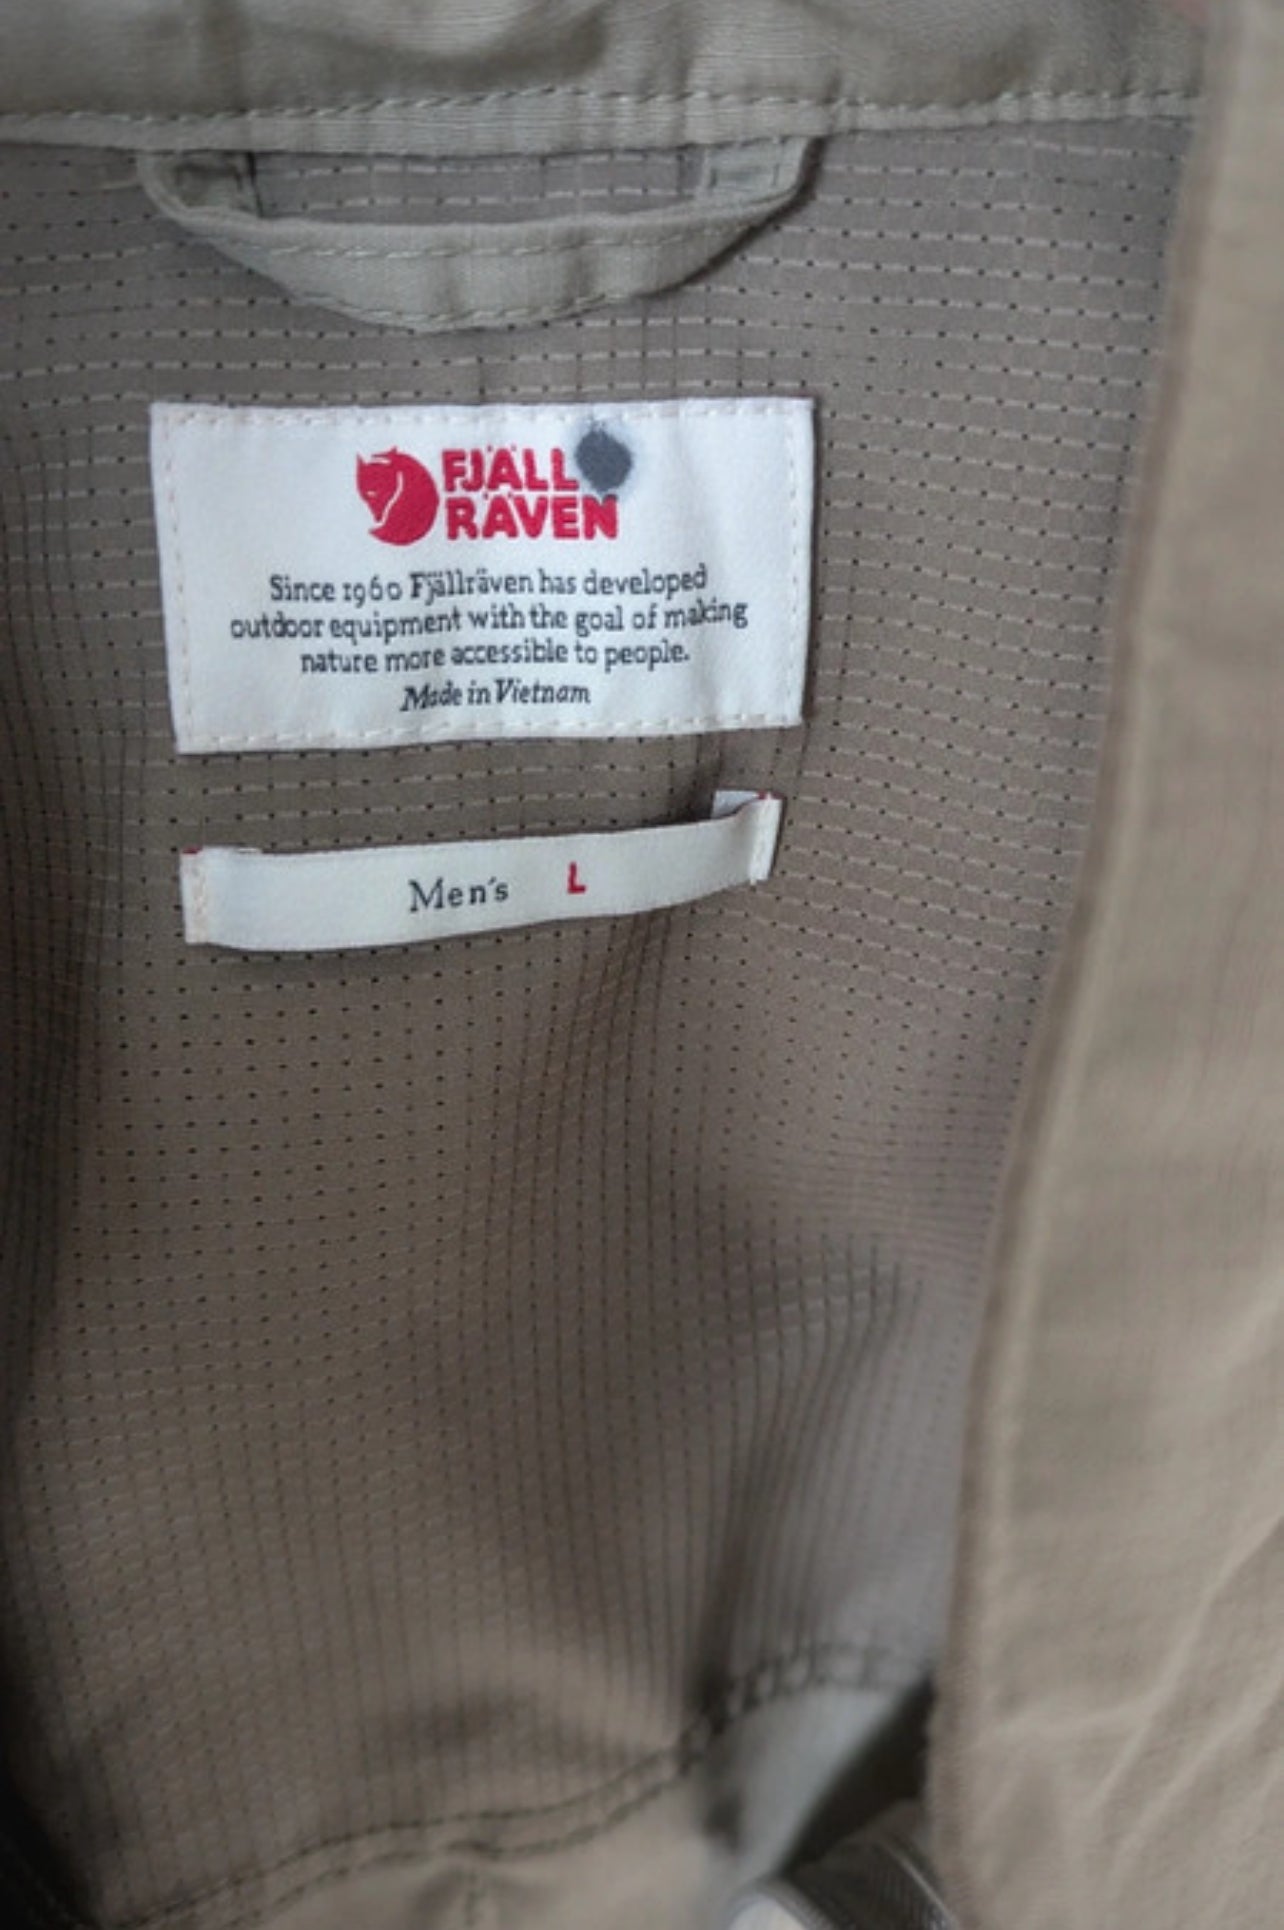 FJÄLL
RÄVEN
Since 1960 Fjällräven has developed
outdoor equipment with the goal of making
nature more accessible to people.
Made in Vietnam
Men's L